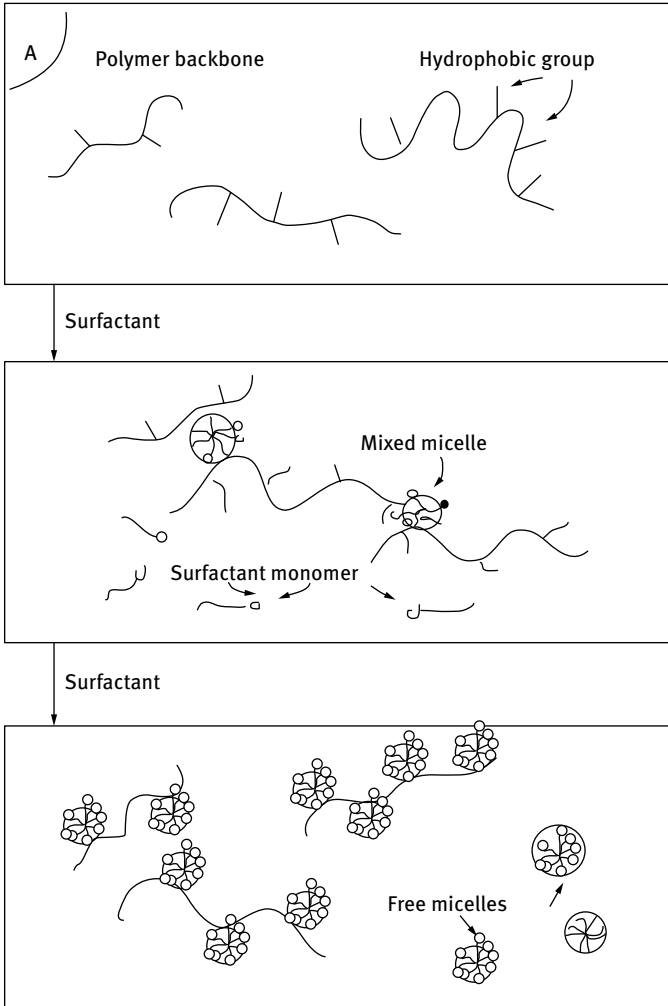 A
Polymer backbone
Hydrophobic group
Surfactant
Mixed micelle
Surfactant monomer
Surfactant
Free micelles